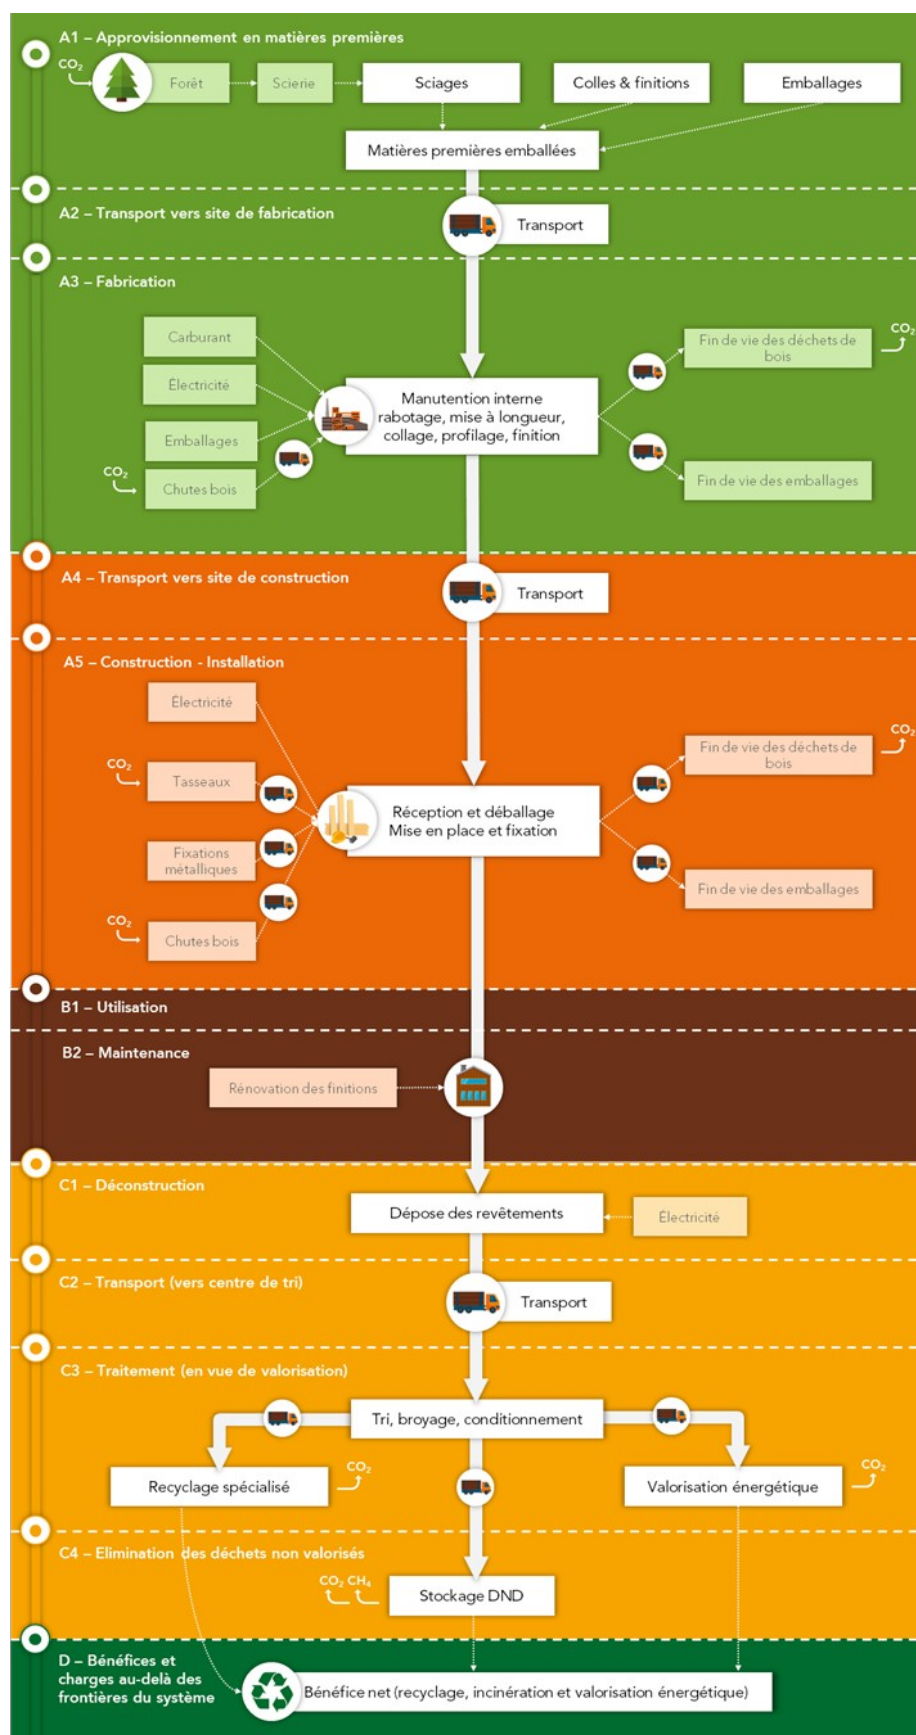 A1 – Approvisionnement en matières premières
CO2
Forêt
Scierie
Sciages
Colles & finitions
Emballages
Matières premières emballées
A2 – Transport vers site de fabrication
Transport
A3 – Fabrication
Carburant
Électricité
Emballages
CO2
Chutes bois
Manutention interne
rabotage, mise à longueur,
collage, profilage, finition
Fin de vie des déchets de
bois
CO2
Fin de vie des emballages
A4 – Transport vers site de construction
Transport
A5 – Construction - Installation
Électricité
CO2
Tasseaux
Fixations
métalliques
CO2
Chutes bois
Réception et déballage
Mise en place et fixation
Fin de vie des déchets de
bois
CO2
Fin de vie des emballages
B1 – Utilisation
B2 – Maintenance
Rénovation des finitions
C1 – Déconstruction
Dépose des revêtements
Électricité
C2 – Transport (vers centre de tri)
Transport
C3 – Traitement (en vue de valorisation)
Tri, broyage, conditionnement
Recyclage spécialisé
CO2
Valorisation énergétique
CO2
C4 – Elimination des déchets non valorisés
CO2 CH4
Stockage DND
D – Bénéfices et
charges au-delà des
frontières du système
Bénéfice net (recyclage, incinération et valorisation énergétique)